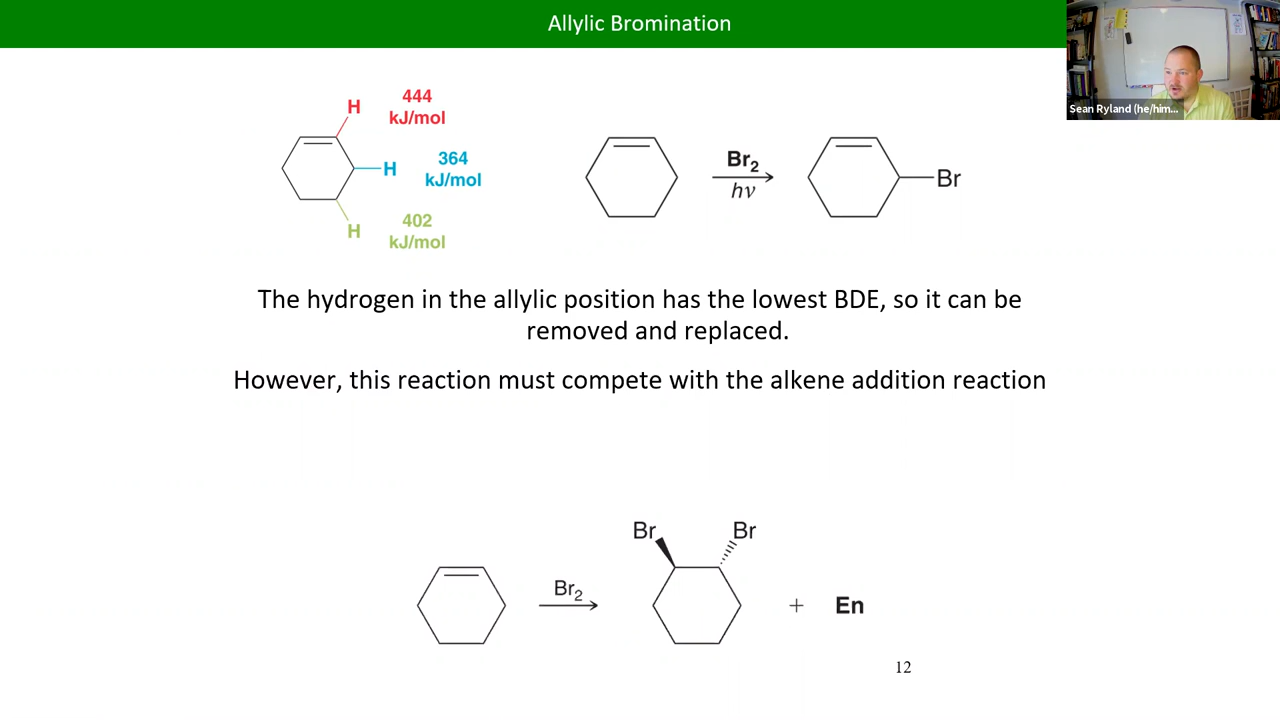 Allylic Bromination
Sean Ryland (he/him...
H
444
kJ/mol
H
364
kJ/mol
H
402
kJ/mol
Br2
hν
Br
The hydrogen in the allylic position has the lowest BDE, so it can be
removed and replaced.
However, this reaction must compete with the alkene addition reaction
Br2
Br
Br
+
En
12